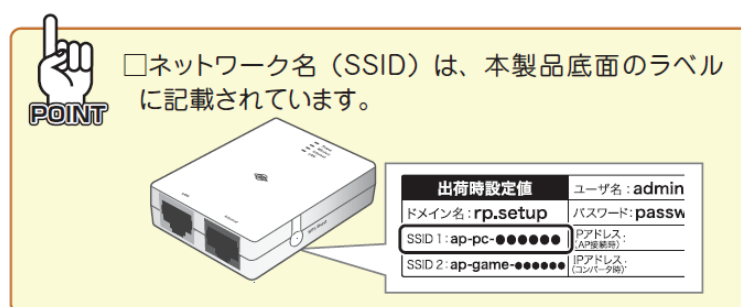 POINT
□ネットワーク名（SSID）は、本製品底面のラベル
に記載されています。
出荷時設定値
ユーザ名：admin
ドメイン名：rp.setup
パスワード：passw
SSID 1：ap-pc-●●●●●●
IPアドレス
(AP接続時)
SSID 2：ap-game-●●●●●●
IPアドレス
(コンバータ時)